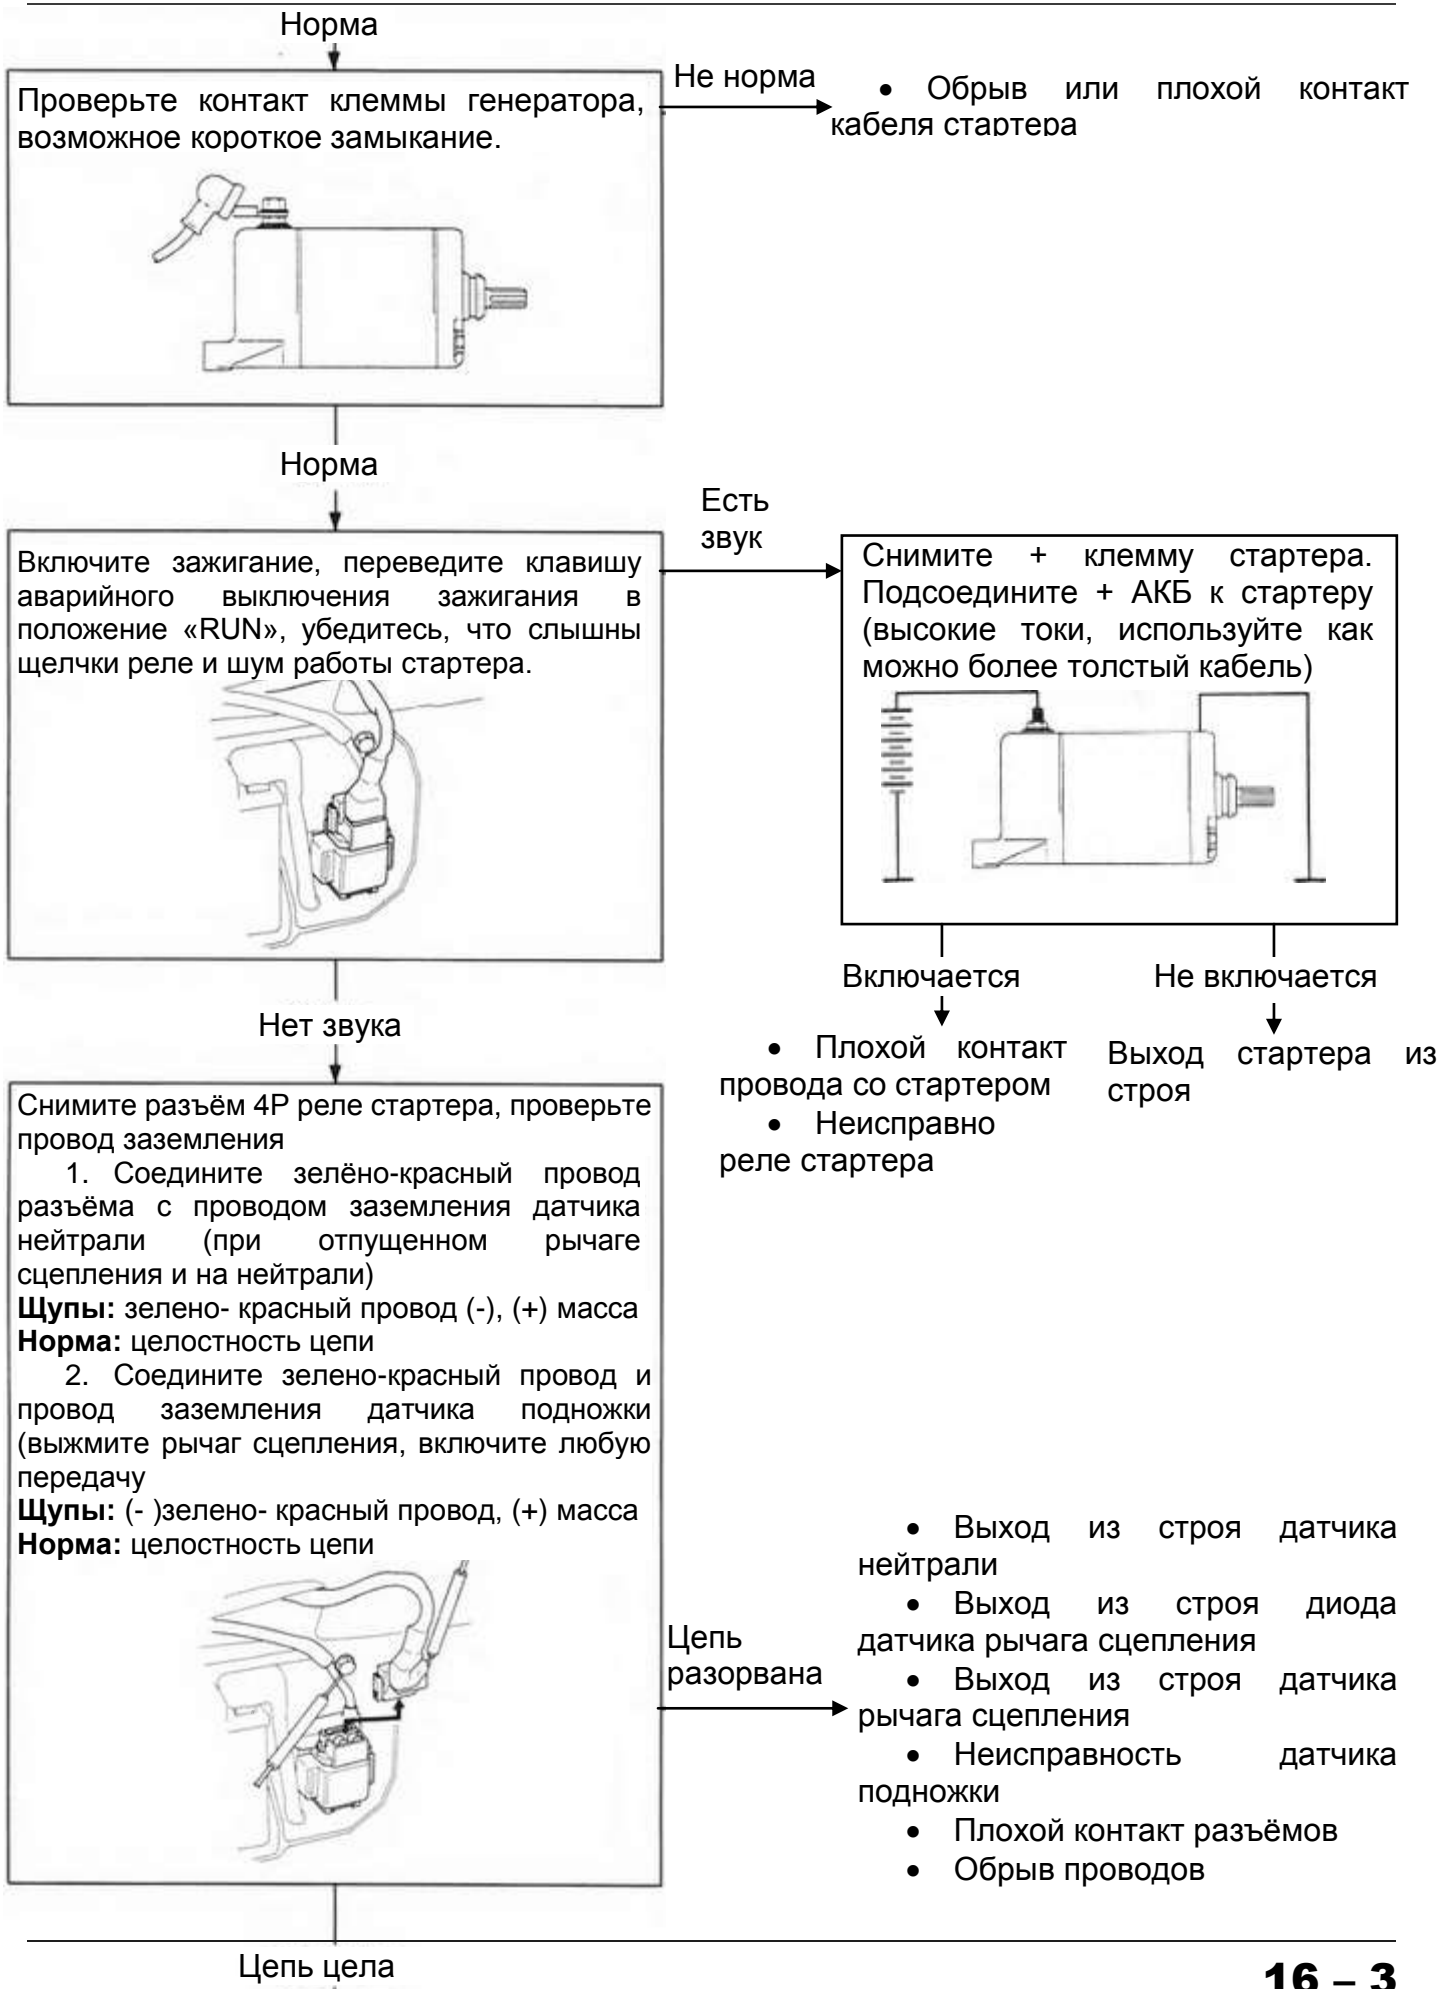 Норма
Проверьте контакт клеммы генератора,
возможное короткое замыкание.
Не норма
• Обрыв или плохой контакт
кабеля стартера
Норма
Включите зажигание, переведите клавишу
аварийного выключения зажигания в
положение «RUN», убедитесь, что слышны
щелчки реле и шум работы стартера.
Есть
звук
Снимите + клемму стартера.
Подсоедините + АКБ к стартеру
(высокие токи, используйте как
можно более толстый кабель)
Включается
Не включается
• Плохой контакт
провода со стартером
• Неисправно
реле стартера
Выход стартера из
строя
Нет звука
Снимите разъём 4P реле стартера, проверьте
провод заземления
1. Соедините зелёно-красный провод
разъёма с проводом заземления датчика
нейтрали (при отпущенном рычаге
сцепления и на нейтрали)
Щупы: зелено- красный провод (-), (+) масса
Норма: целостность цепи
2. Соедините зелено-красный провод и
провод заземления датчика подножки
(выжмите рычаг сцепления, включите любую
передачу
Щупы: (- )зелено- красный провод, (+) масса
Норма: целостность цепи
Цепь
разорвана
• Выход из строя датчика
нейтрали
• Выход из строя диода
датчика рычага сцепления
• Выход из строя датчика
рычага сцепления
• Неисправность датчика
подножки
• Плохой контакт разъёмов
• Обрыв проводов
Цепь цела
16 – 3